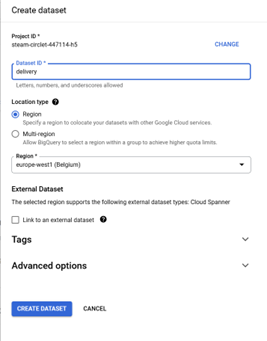 Create dataset
Project ID *
steam-circlet-447114-h5
CHANGE
Dataset ID *
delivery
Letters, numbers, and underscores allowed
Location type
Region
Specify a region to colocate your datasets with other Google Cloud services.
Multi-region
Allow BigQuery to select a region within a group to achieve higher quota limits.
Region *
europe-west1 (Belgium)
External Dataset
The selected region supports the following external dataset types: Cloud Spanner
Link to an external dataset
Tags
Advanced options
CREATE DATASET
CANCEL